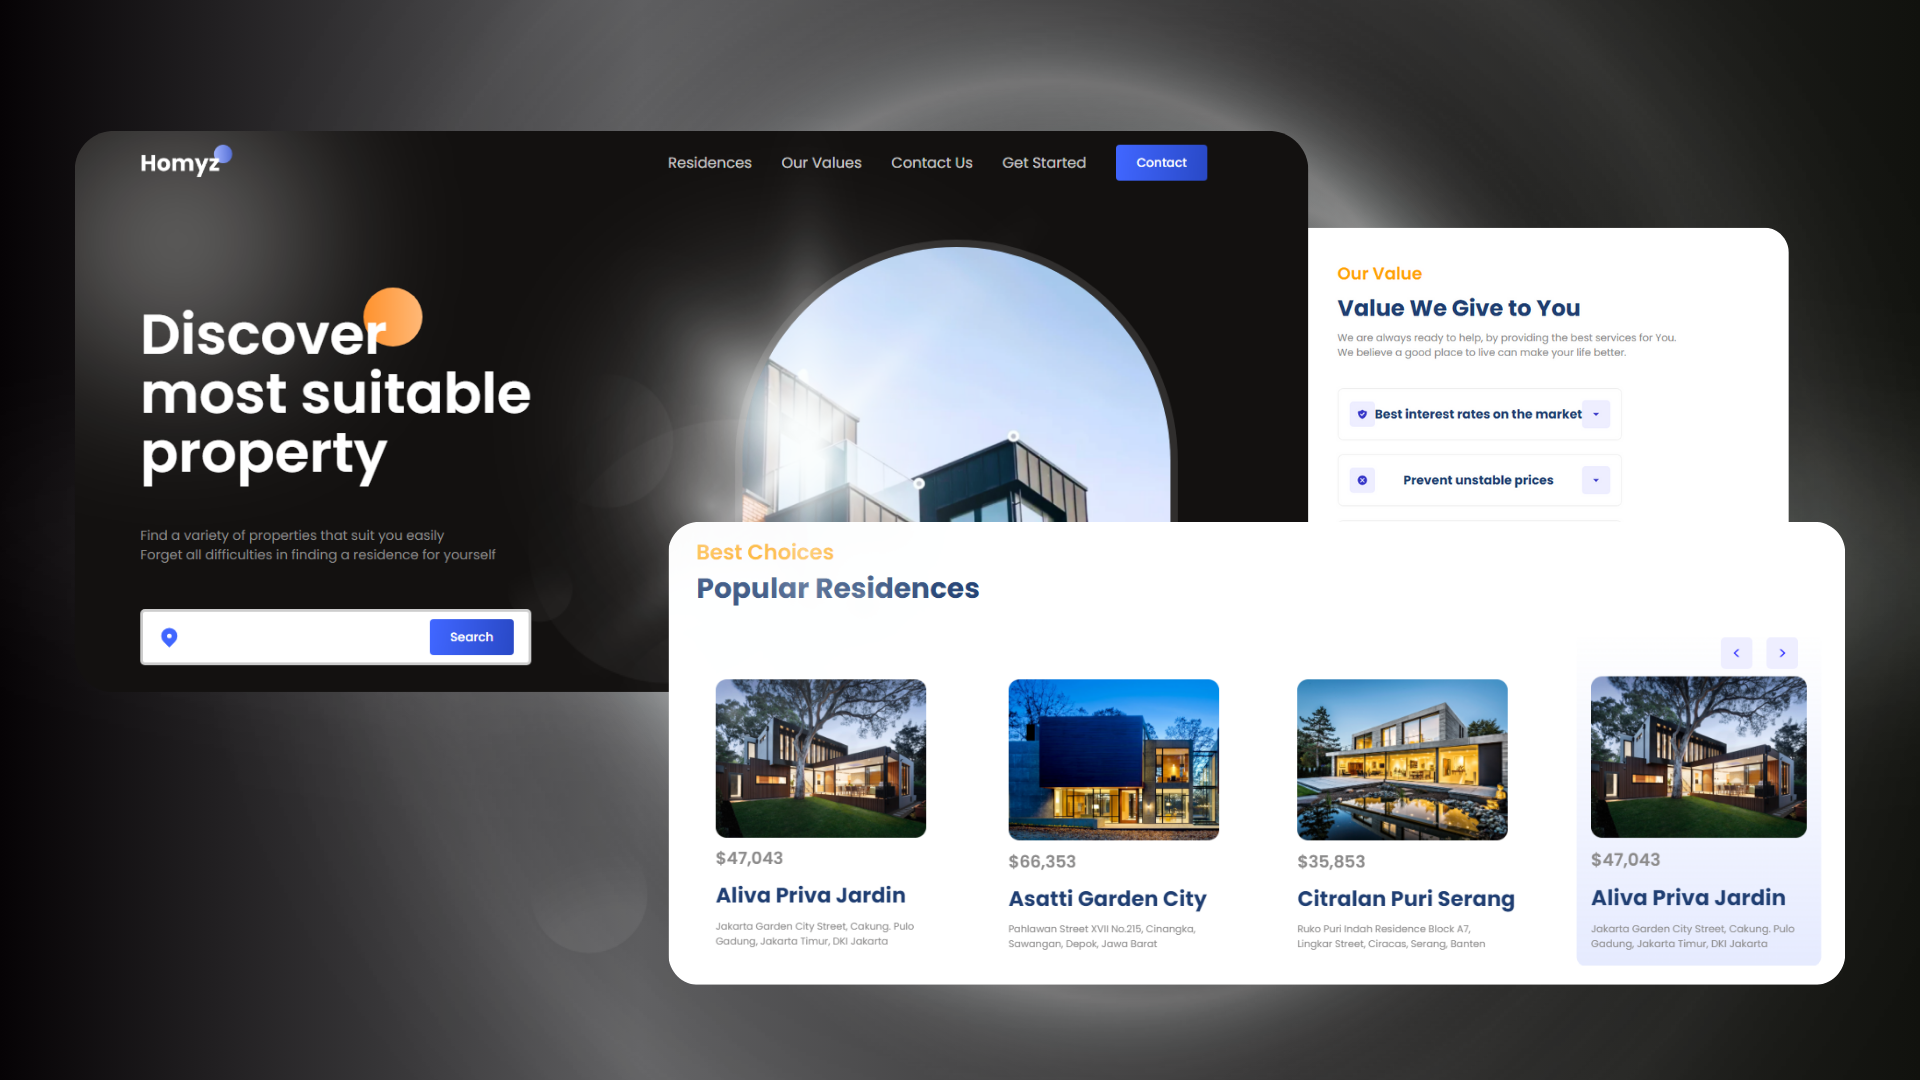 Homyz
Residences
Our Values
Contact Us
Get Started
Contact
Discover
most suitable
property
Find a variety of properties that suit you easily
Forget all difficulties in finding a residence for yourself
Search
Our Value
Value We Give to You
We are always ready to help, by providing the best services for You.
We believe a good place to live can make your life better.
Best interest rates on the market
Prevent unstable prices
Best Choices
Popular Residences
$47,043
Aliva Priva Jardin
Jakarta Garden City Street, Cakung. Pulo
Gadung, Jakarta Timur, DKI Jakarta
$66,353
Asatti Garden City
Pahlawan Street XVII No.215, Cinangka,
Sawangan, Depok, Jawa Barat
$35,853
Citralan Puri Serang
Ruko Puri Indah Residence Block A7,
Lingkar Street, Ciracas, Serang, Banten
$47,043
Aliva Priva Jardin
Jakarta Garden City Street, Cakung. Pulo
Gadung, Jakarta Timur, DKI Jakarta